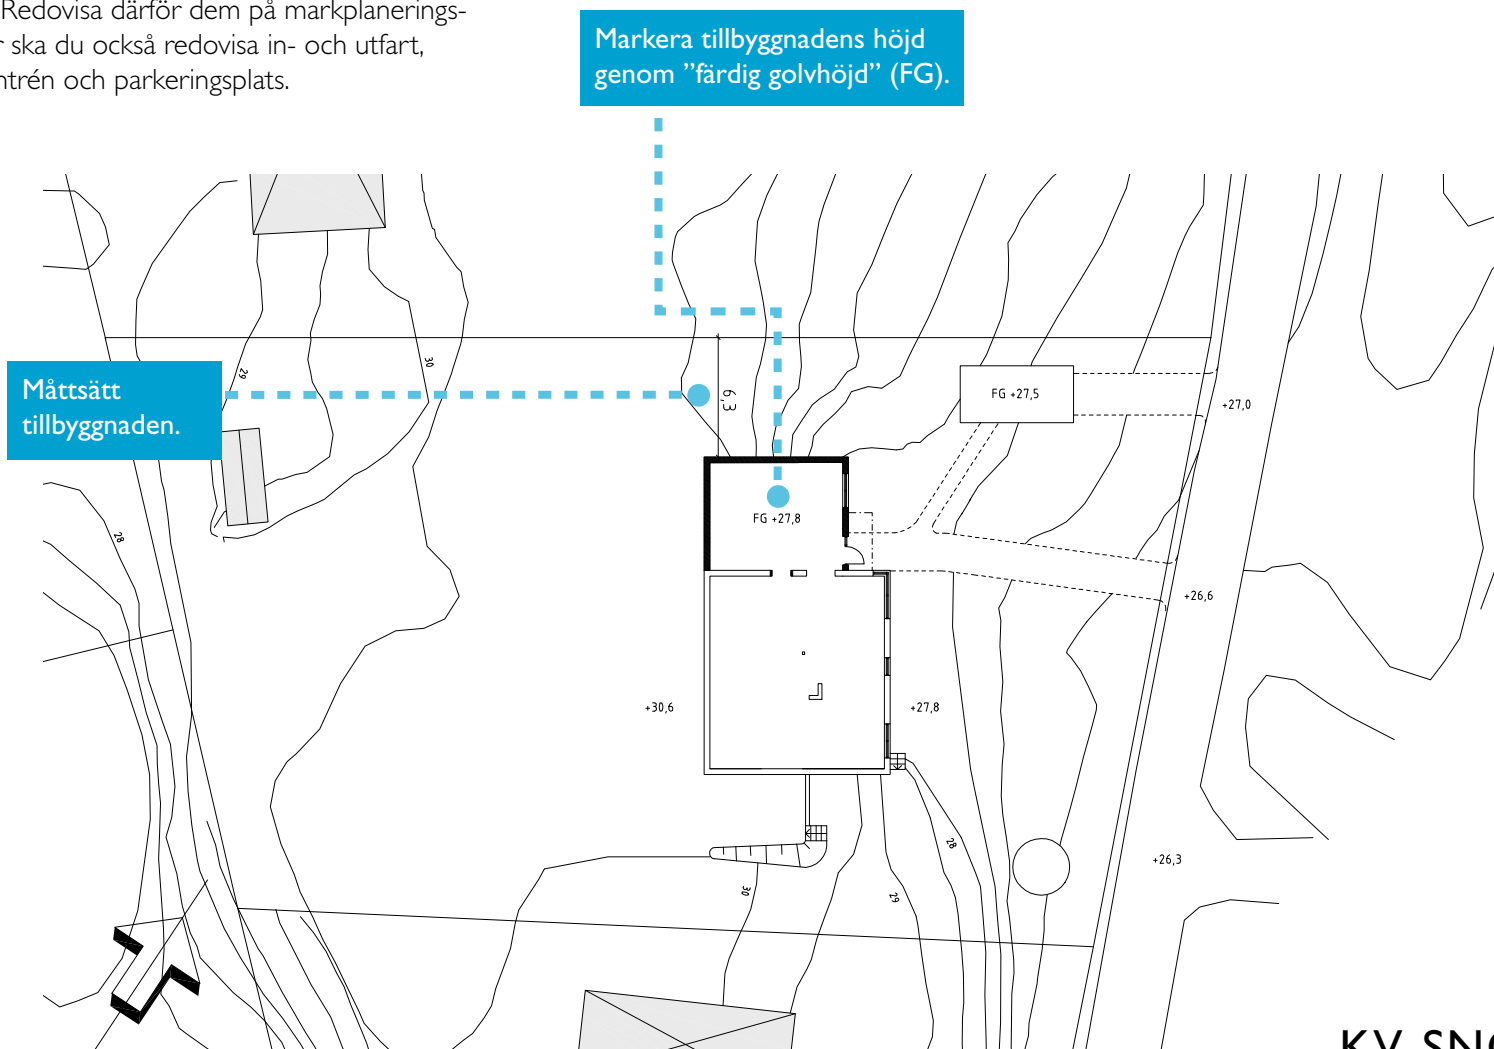 Redovisa därför dem på markplanerings-
ska du också redovisa in- och utfart,
och parkeringsplats.
Markera tillbyggnadens höjd
genom ”färdig golvhöjd” (FG).
Måttsätt
tillbyggnaden.
29
30
6,3
FG +27,5
+27,0
28
FG +27,8
+26,6
+30,6
+27,8
28
+26,3
30
29
KV